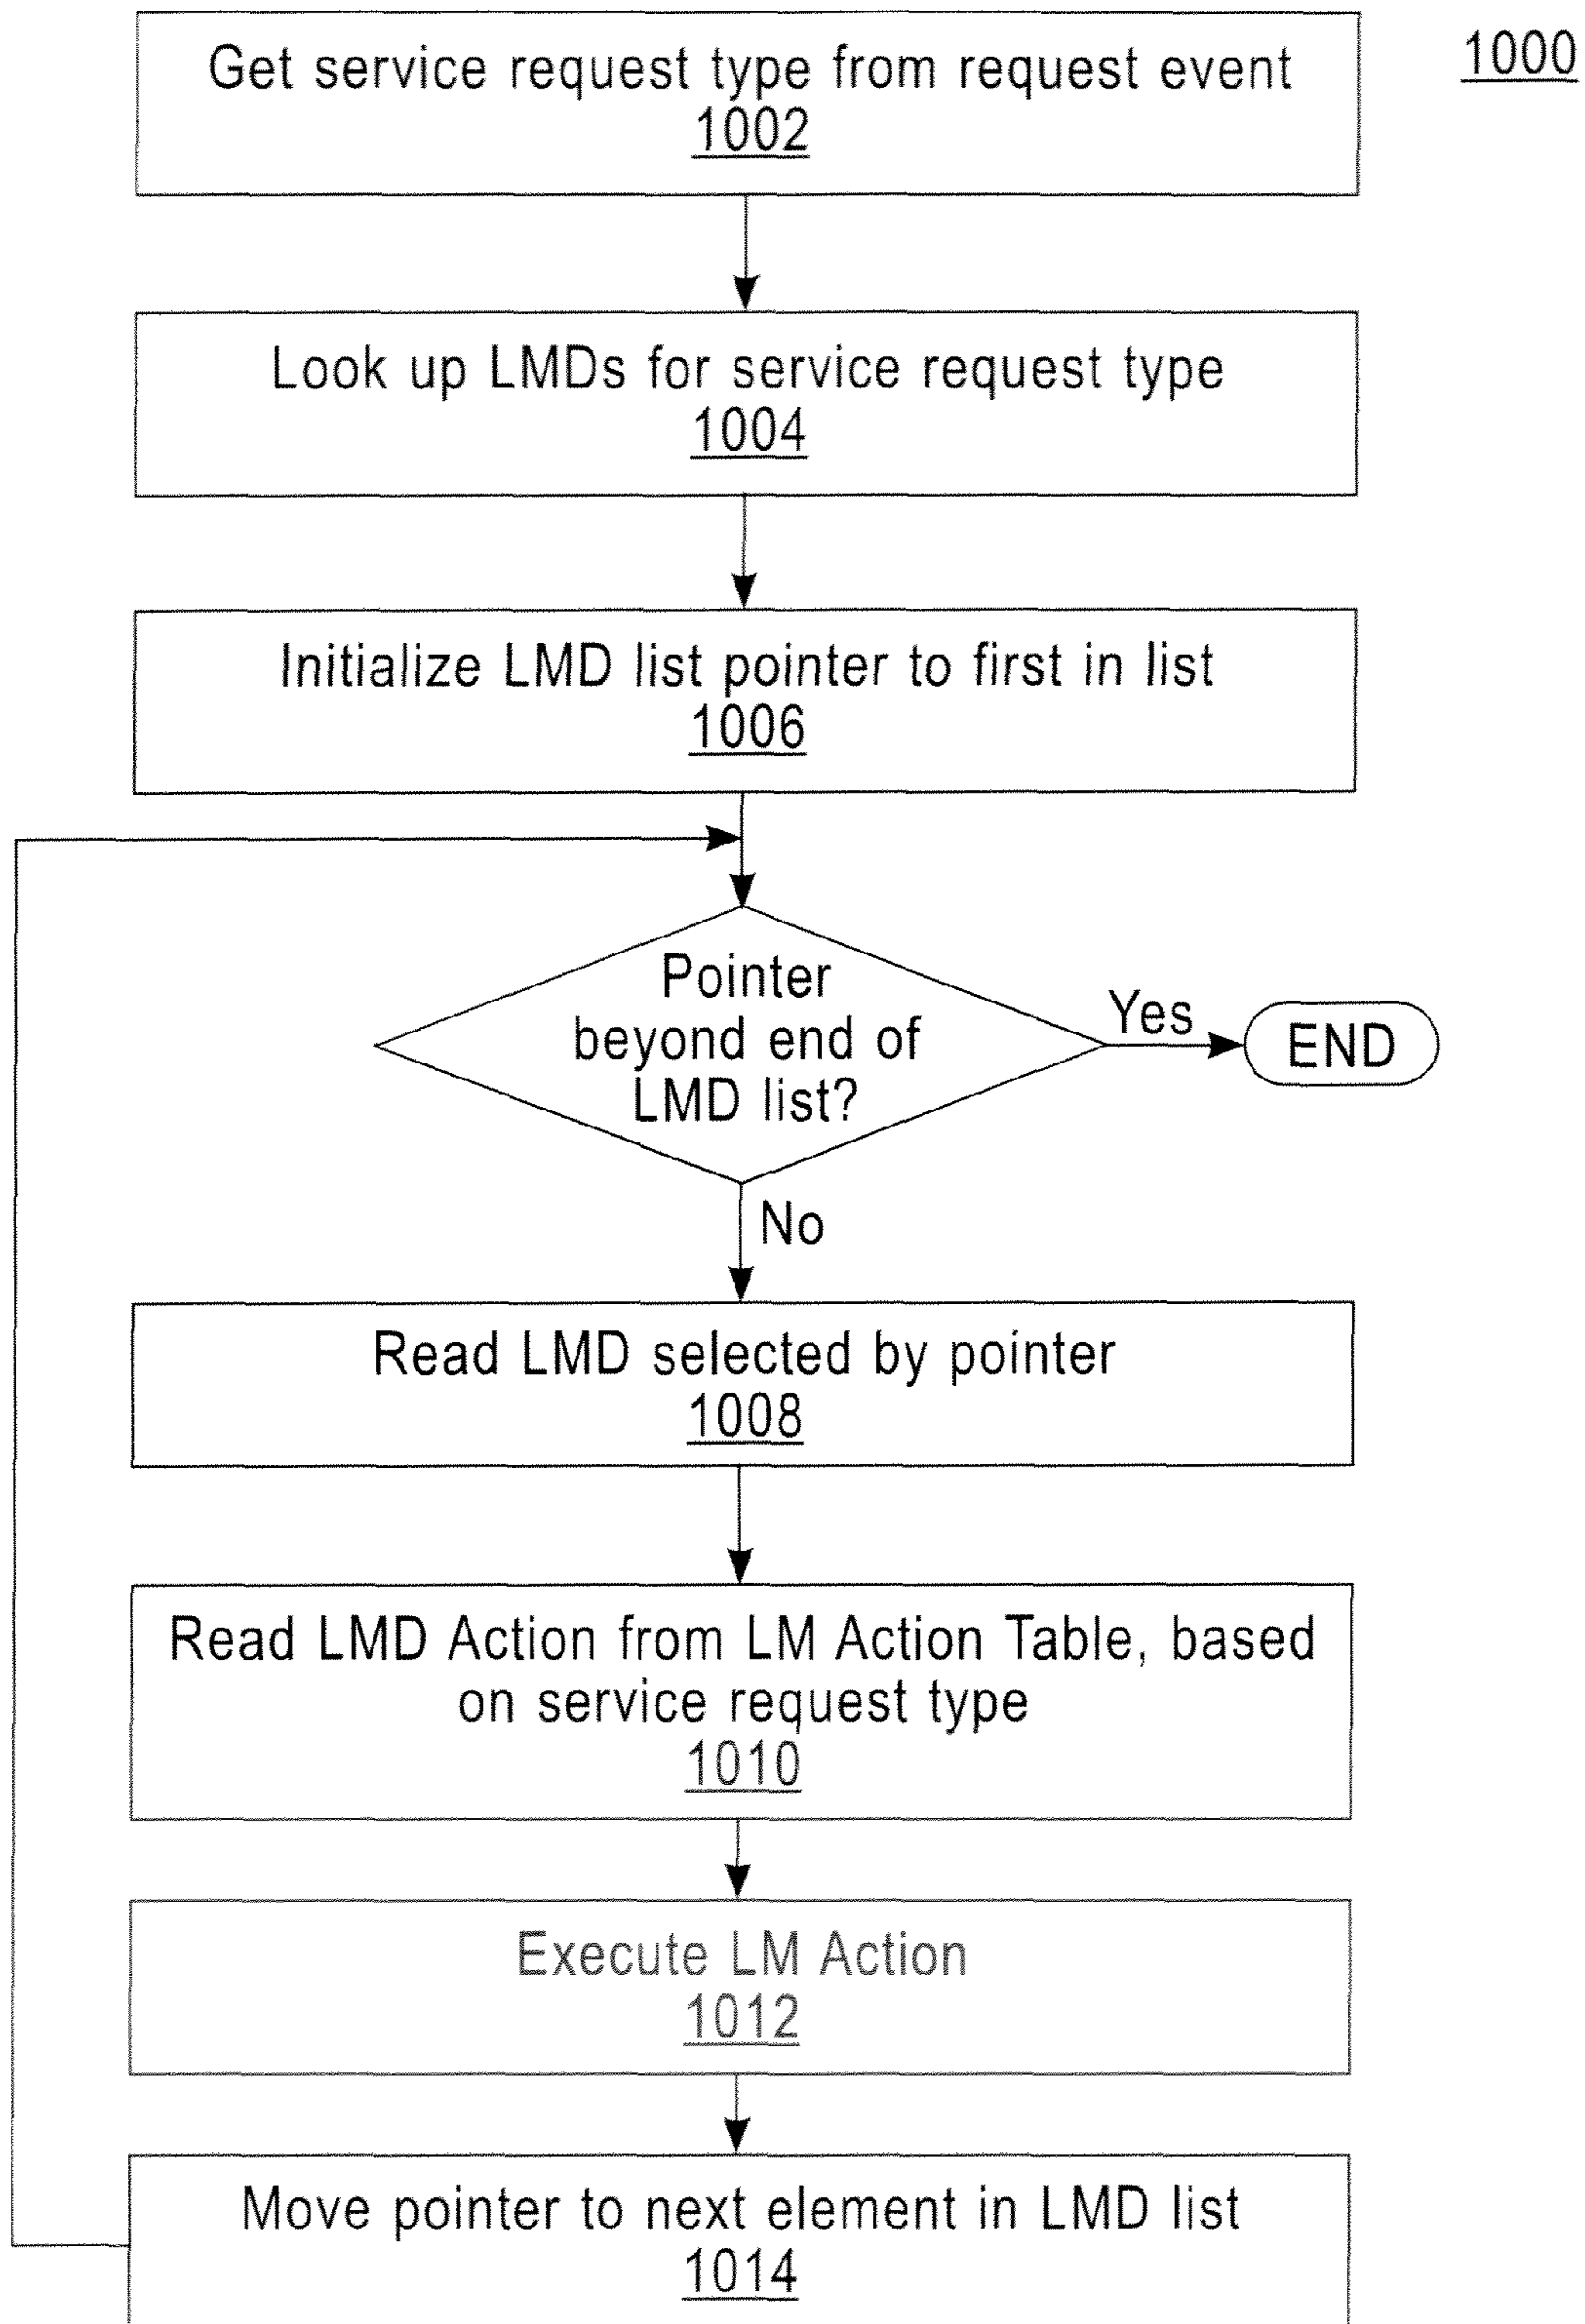 Get service request type from request event
1002
1000
Look up LMDs for service request type
1004
Initialize LMD list pointer to first in list
1006
Pointer
beyond end of
LMD list?
Yes
END
No
Read LMD selected by pointer
1008
Read LMD Action from LM Action Table, based
on service request type
1010
Execute LM Action
1012
Move pointer to next element in LMD list
1014